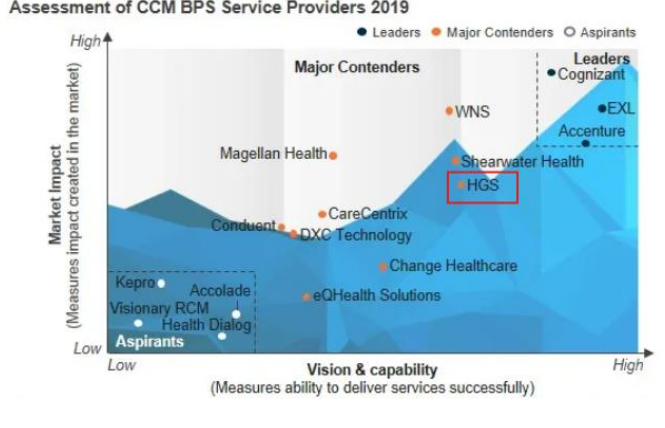 Assessment of CCM BPS Service Providers 2019
Leaders Major Contenders Aspirants
High
Major Contenders
Leaders
Cognizant
WNS
EXL
Accenture
Magellan Health
Shearwater Health
HGS
CareCentrix
Conduent
DXC Technology
Change Healthcare
Kepro
Accolade
eQHealth Solutions
Visionary RCM
Health Dialog
Aspirants
Market Impact
(Measures impact created in the market)
Low
Low
High
Vision & capability
(Measures ability to deliver services successfully)